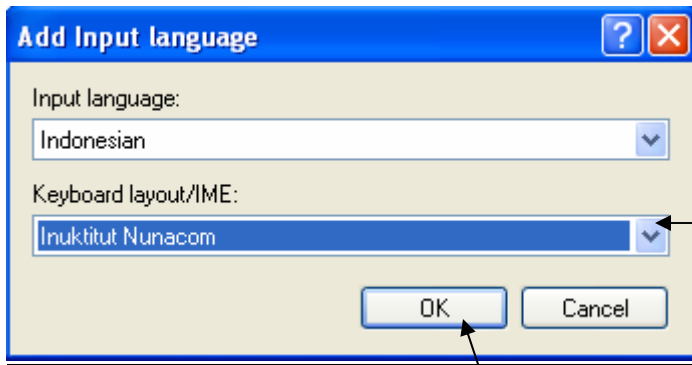 Add Input language
Input language:
Indonesian
Keyboard layout/IME:
Inuktitut Nunacom
OK Cancel